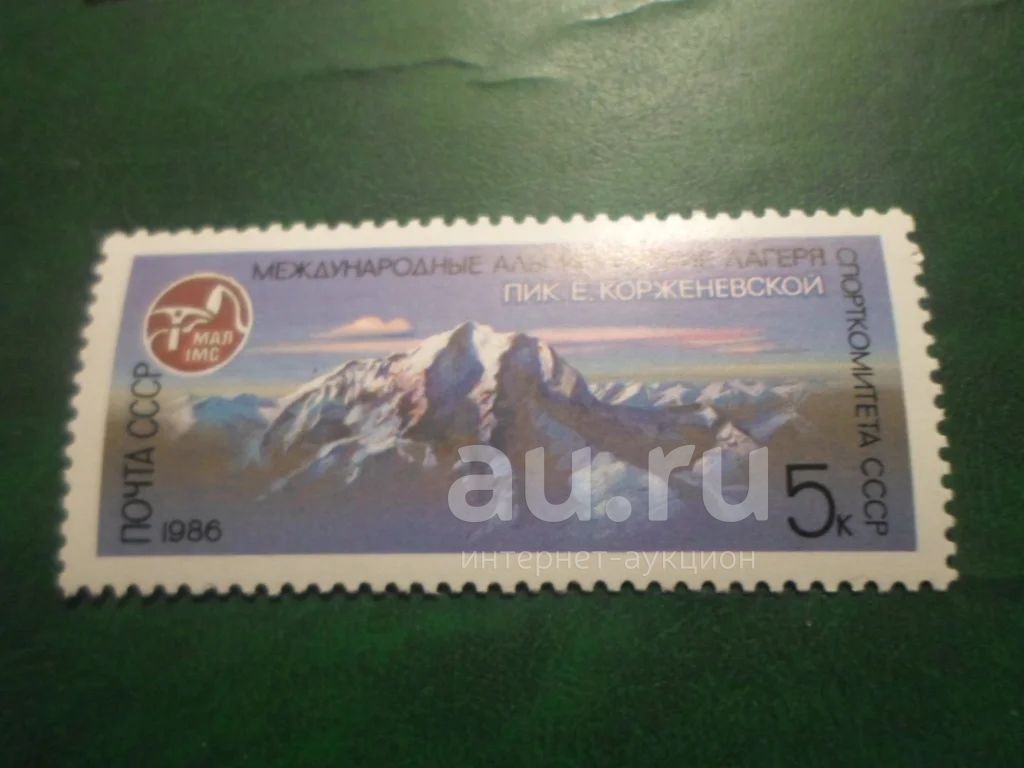 МЕЖДУНАРОДНЫЕ ЛАГЕРЯ
СПОРТКОМИТЕТА СССР
ПИК. Е. КОРЖЕНЕВСКОЙ
МАЛ
IMC
ПОЧТА СССР
1986
5к
au.ru
интернет-аукцион